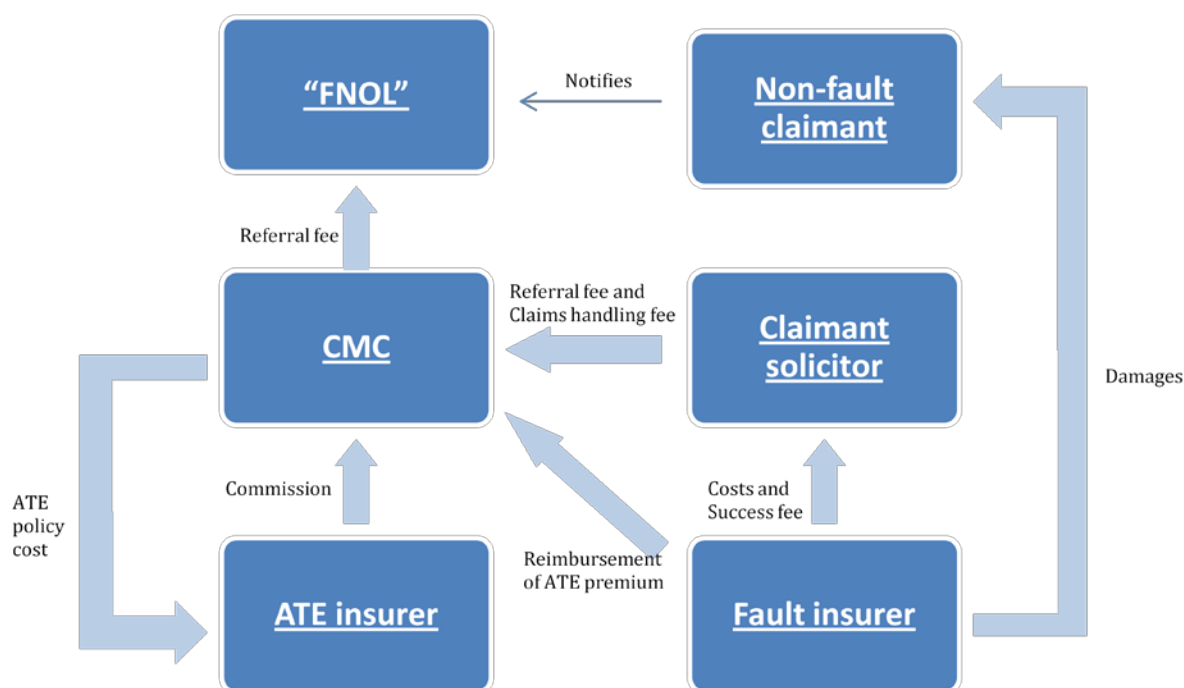 “FNOL”
Notifies
Non-fault
claimant
Referral fee
CMC
Referral fee and
Claims handling fee
Claimant
solicitor
Damages
ATE
policy
cost
Commission
Costs and
Success fee
Reimbursement
of ATE premium
ATE insurer
Fault insurer